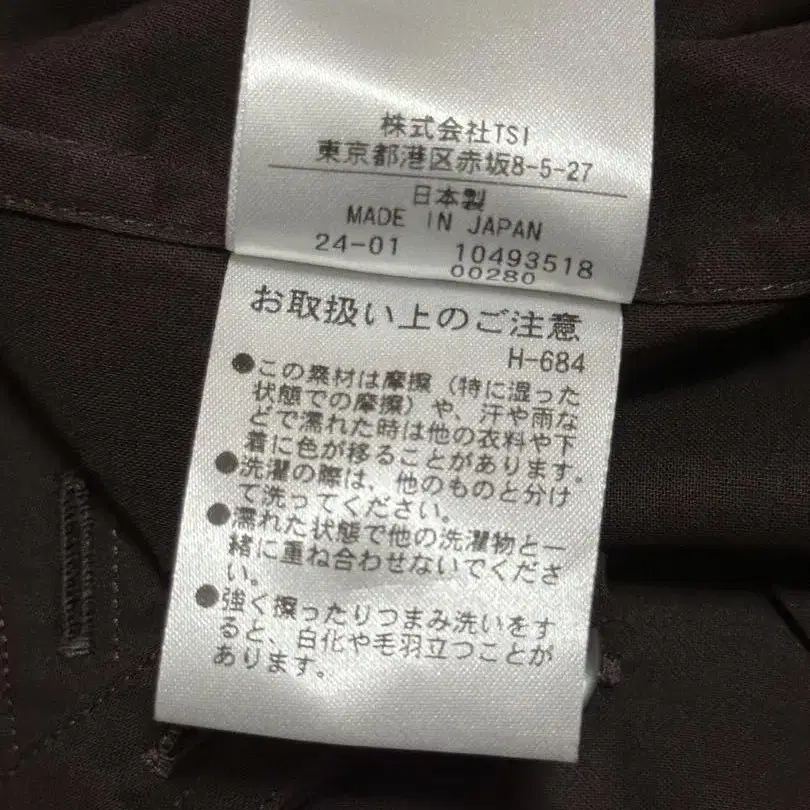 株式会社TSI
東京都港区赤坂8-5-27
日本製
MADE IN JAPAN
24-01 10493518
00280
お取扱い上のご注意
H-684
●この素材は摩擦（特に湿った
状態での摩擦）や、汗や雨な
どで濡れた時は他の衣料や下
着に色が移ることがあります。
●洗濯の際は、他のものと分け
て洗ってください。
●濡れた状態で他の洗濯物と一
緒に重ね合わせないでくださ
い。
●強く擦ったりつまみ洗いをす
ると、白化や毛羽立つことが
あります。